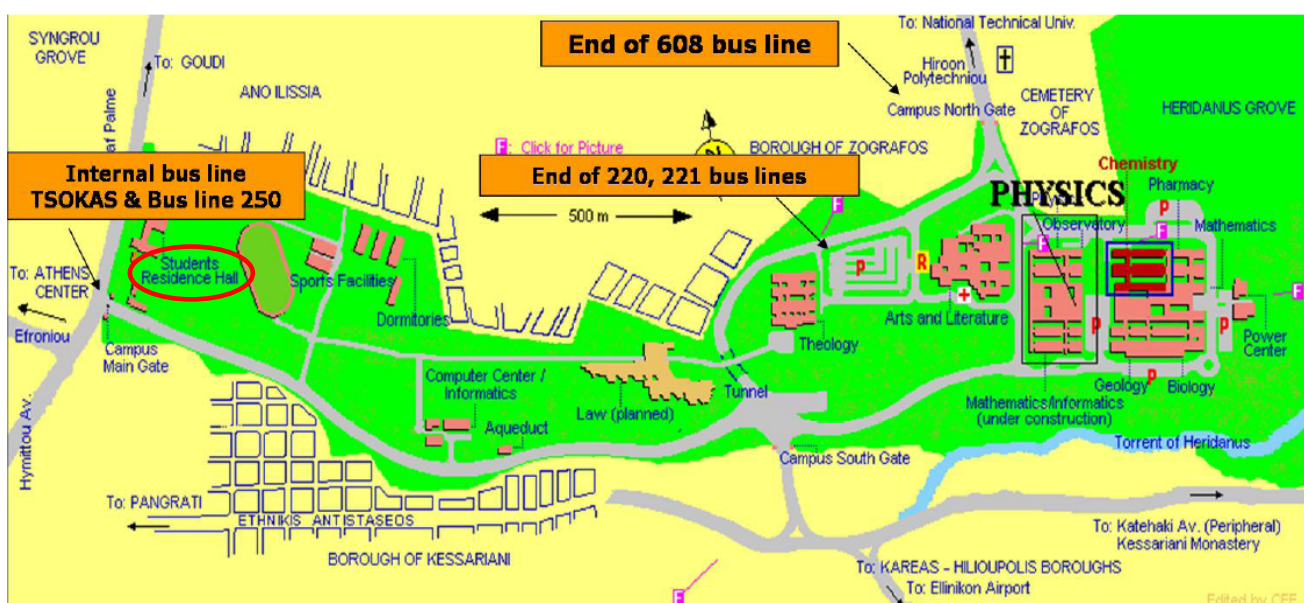 SYNGROU
GROVE
To: GOUDI
ANO ILISSIA
af Palme
End of 608 bus line
To: National Technical Univ.
Hiroon
Polytechniou
Campus North Gate
CEMETERY
OF
ZOGRAFOS
HERIDANUS GROVE
F: Click for Picture
BOROUGH OF ZOGRAFOS
500 m
Internal bus line
TSOKAS & Bus line 250
End of 220, 221 bus lines
Chemistry
PHYSICS
Pharmacy
Observatory
Mathematics
F
F
F
F
P
P
P
P
P
R
Students
Residence Hall
Sports Facilities
Dormitories
To: ATHENS
CENTER
Efroniou
Campus
Main Gate
Hymittou Av.
Computer Center /
Informatics
Aqueduct
Law (planned)
Theology
Tunnel
Arts and Literature
Power
Center
Geology
Biology
Mathematics/Informatics
(under construction)
Torrent of Heridanus
Campus South Gate
To: PANGRATI
ETHNIKIS ANTISTASEOS
BOROUGH OF KESSARIANI
To: Katehaki Av. (Peripheral)
Kessariani Monastery
To: KAREAS - HILIOUPOLIS BOROUGHS
To: Ellinikon Airport
F
Edited by CEF